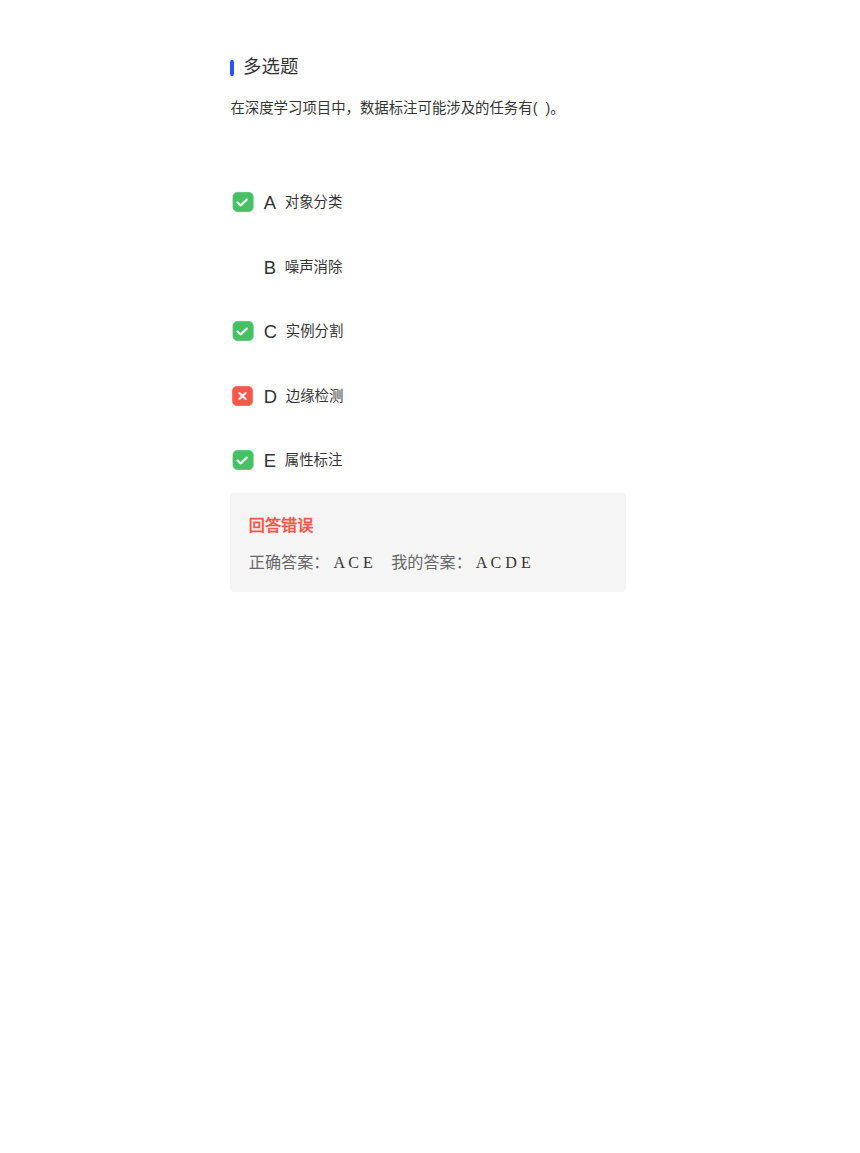 多选题
在深度学习项目中，数据标注可能涉及的任务有(  )。
A 对象分类
B 噪声消除
C 实例分割
D 边缘检测
E 属性标注
回答错误
正确答案： A C E 我的答案： A C D E